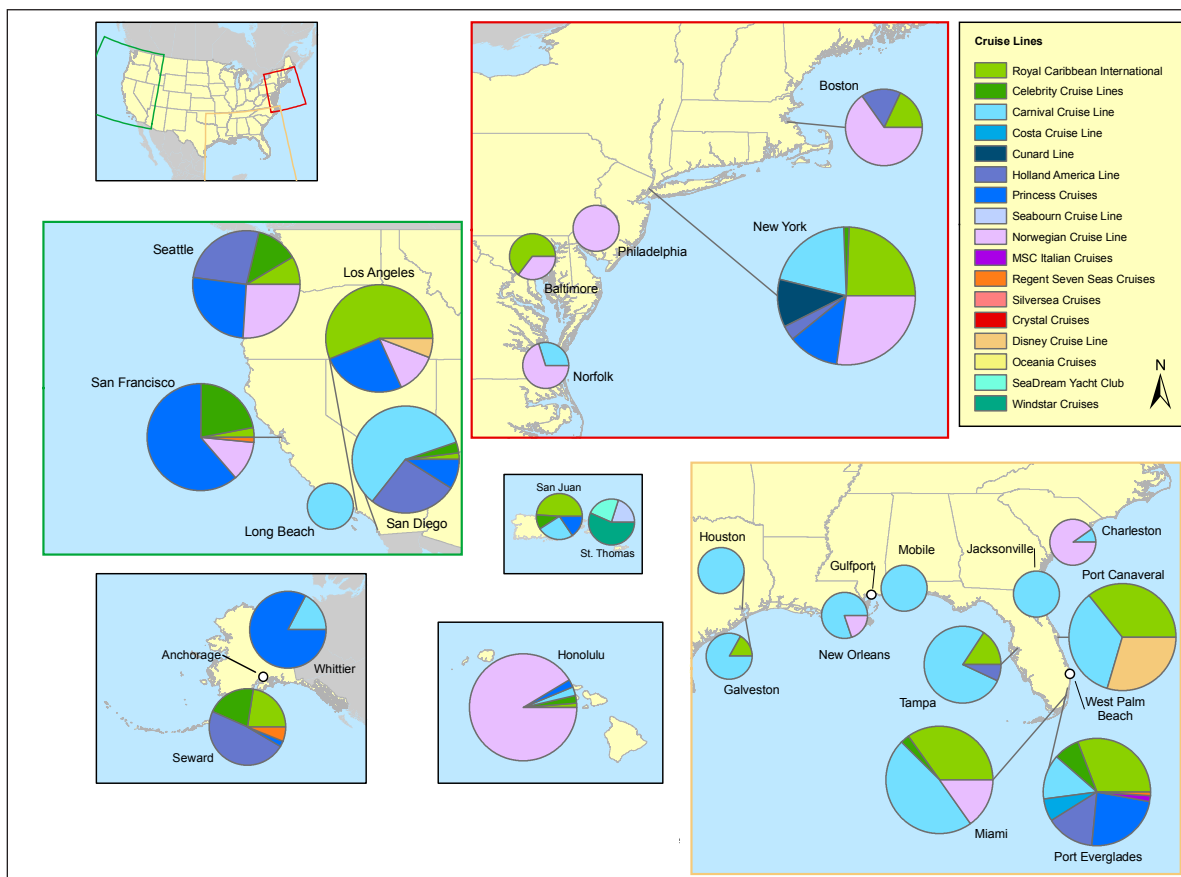 Cruise Lines
Royal Caribbean International
Celebrity Cruise Lines
Carnival Cruise Line
Costa Cruise Line
Cunard Line
Holland America Line
Princess Cruises
Seabourn Cruise Line
Norwegian Cruise Line
MSC Italian Cruises
Regent Seven Seas Cruises
Silversea Cruises
Crystal Cruises
Disney Cruise Line
Oceania Cruises
SeaDream Yacht Club
Windstar Cruises
N
Boston
New York
Philadelphia
Baltimore
Norfolk
Seattle
Los Angeles
San Francisco
Long Beach
San Diego
San Juan
St. Thomas
Anchorage
Whittier
Seward
Honolulu
Houston
Gulfport
Mobile
Jacksonville
Charleston
Port Canaveral
New Orleans
Galveston
Tampa
West Palm
Beach
Miami
Port Everglades